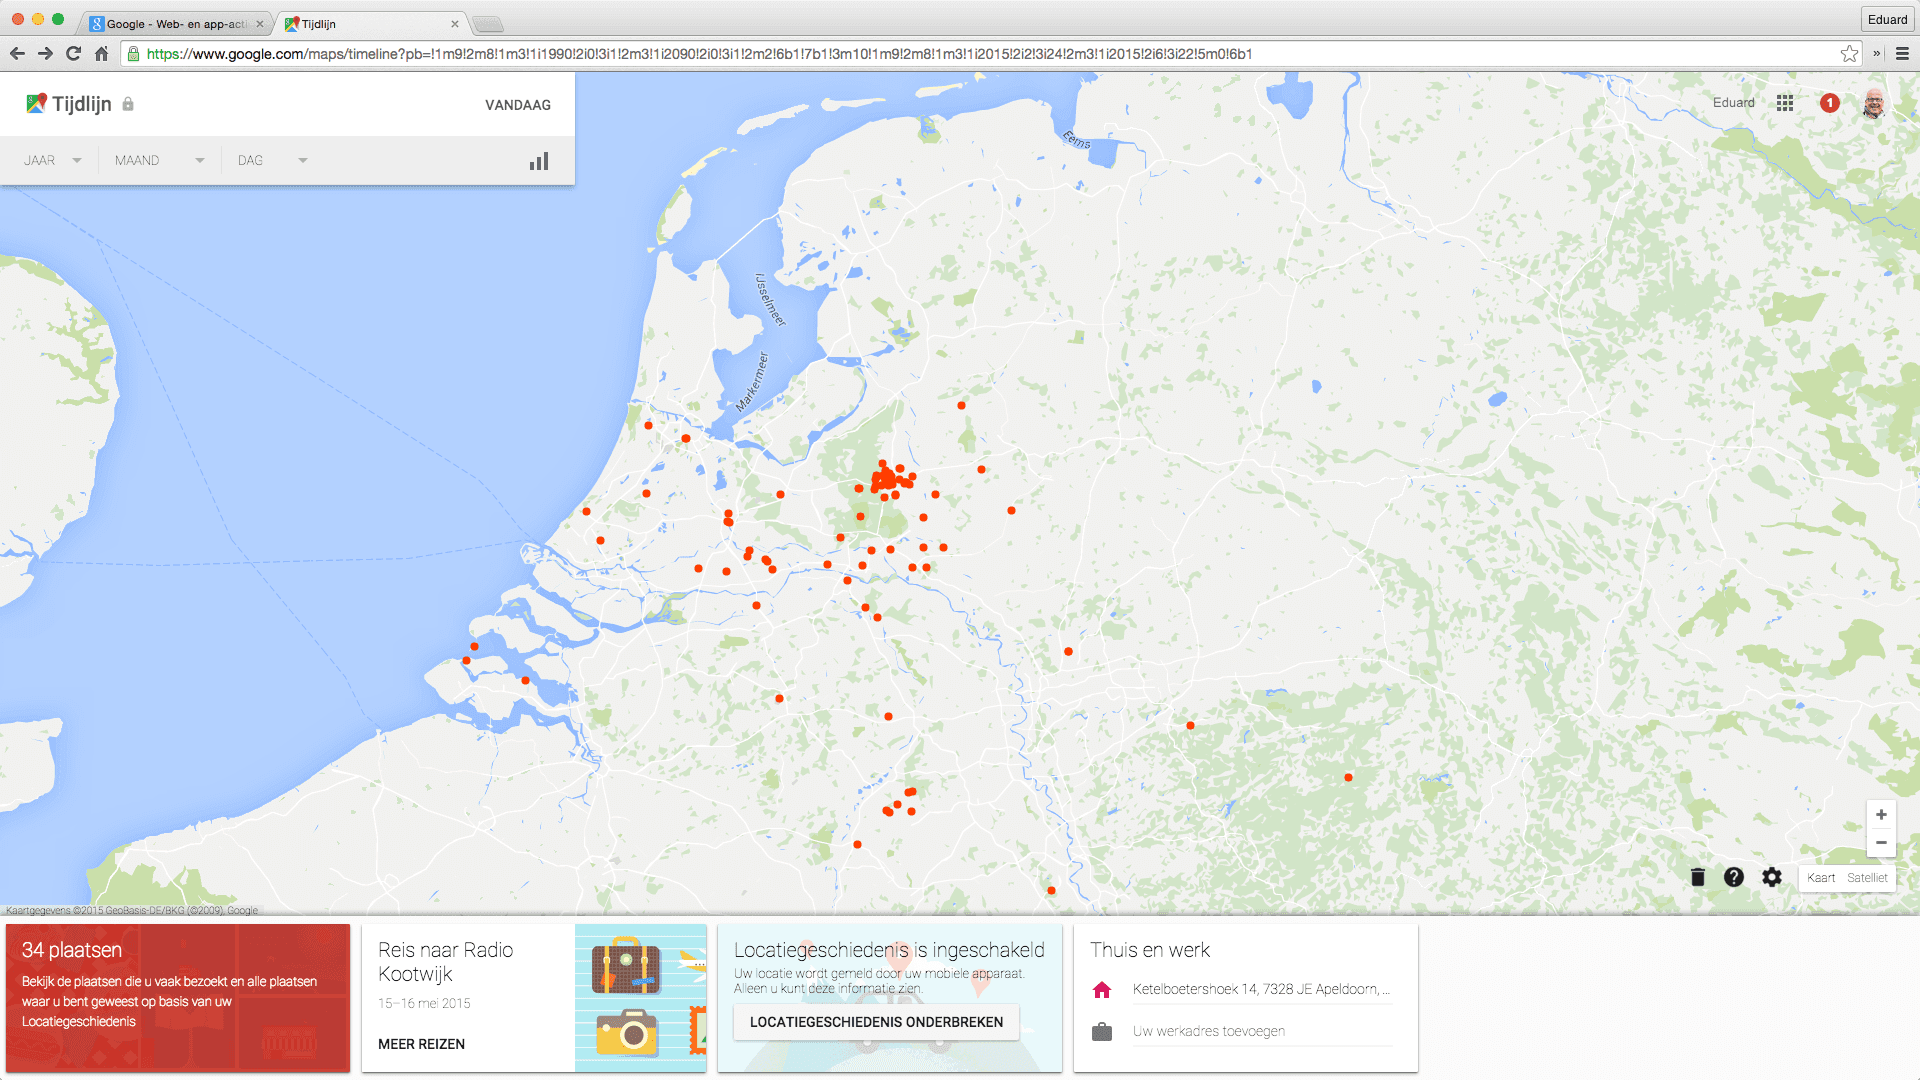 Google - Web- en app-acti
Tijdlijn
Eduard
https://www.google.com/maps/timeline?pb=!1m9!2m8!1m3!1i1990!2i0!3i1!2m3!1i2090!2i0!3i1!2m2!6b1!7b1!3m10!1m9!2m8!1m3!1i2015!2i2!3i24!2m3!1i2015!2i6!3i22!5m0!6b1
Tijdlijn
VANDAAG
Eduard
1
JAAR MAAND DAG
Eems
IJsselmeer
Markermeer
+
−
Kaart Satelliet
Kaartgegevens ©2015 GeoBasis-DE/BKG (©2009), Google
34 plaatsen
Bekijk de plaatsen die u vaak bezoekt en alle plaatsen
waar u bent geweest op basis van uw
Locatiegeschiedenis
Reis naar Radio
Kootwijk
15–16 mei 2015
MEER REIZEN
Locatiegeschiedenis is ingeschakeld
Uw locatie wordt gemeld door uw mobiele apparaat.
Alleen u kunt deze informatie zien.
LOCATIEGESCHIEDENIS ONDERBREKEN
Thuis en werk
Ketelboetershoek 14, 7328 JE Apeldoorn, ...
Uw werkadres toevoegen